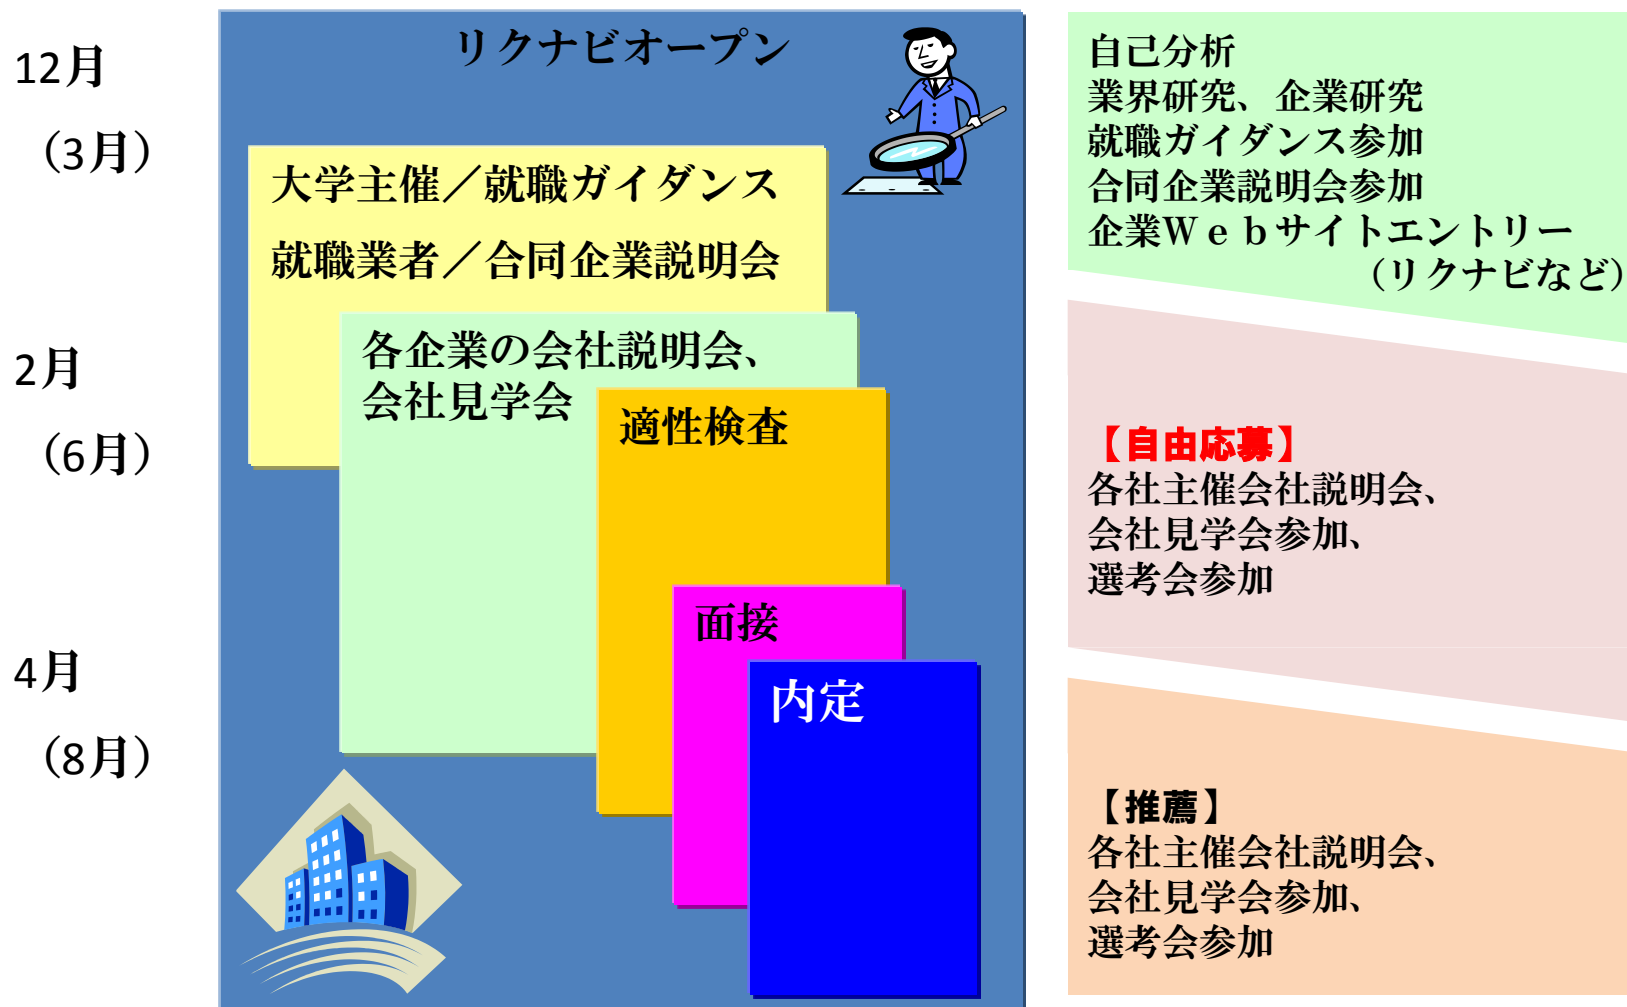 12月
（3月）
2月
（6月）
4月
（8月）
リクナビオープン
大学主催／就職ガイダンス
就職業者／合同企業説明会
各企業の会社説明会、
会社見学会
適性検査
面接
内定
自己分析
業界研究、企業研究
就職ガイダンス参加
合同企業説明会参加
企業Ｗｅｂサイトエントリー
（リクナビなど）
【自由応募】
各社主催会社説明会、
会社見学会参加、
選考会参加
【推薦】
各社主催会社説明会、
会社見学会参加、
選考会参加